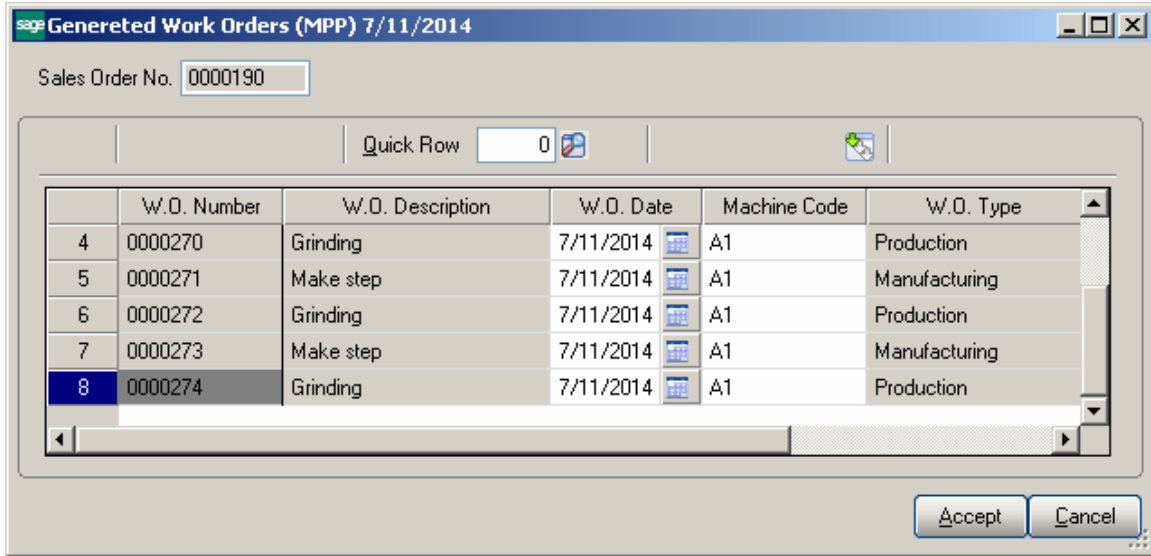 sage Genereted Work Orders (MPP) 7/11/2014
Sales Order No. 0000190
Quick Row 0
W.O. Number W.O. Description W.O. Date Machine Code W.O. Type
4 0000270 Grinding 7/11/2014 A1 Production
5 0000271 Make step 7/11/2014 A1 Manufacturing
6 0000272 Grinding 7/11/2014 A1 Production
7 0000273 Make step 7/11/2014 A1 Manufacturing
8 0000274 Grinding 7/11/2014 A1 Production
Accept Cancel